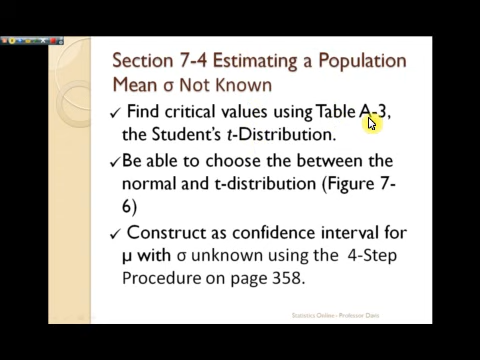 Section 7-4 Estimating a Population
Mean σ Not Known
✓ Find critical values using Table A-3,
the Student's t-Distribution.
✓ Be able to choose the between the
normal and t-distribution (Figure 7-
6)
✓ Construct as confidence interval for
μ with σ unknown using the 4-Step
Procedure on page 358.
Statistics Online - Professor Davis